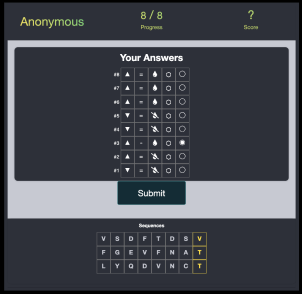 Anonymous
8 / 8
Progress
?
Score
Your Answers
#8 ▲ =
#7 ▲ =
#6 ▲ =
#5 ▼ =
#4 ▼ =
#3 ▲ -
#2 ▲ =
#1 ▼ =
Submit
Sequences
V S D F T D S V
F G E V F N A T
L Y Q D V N C T